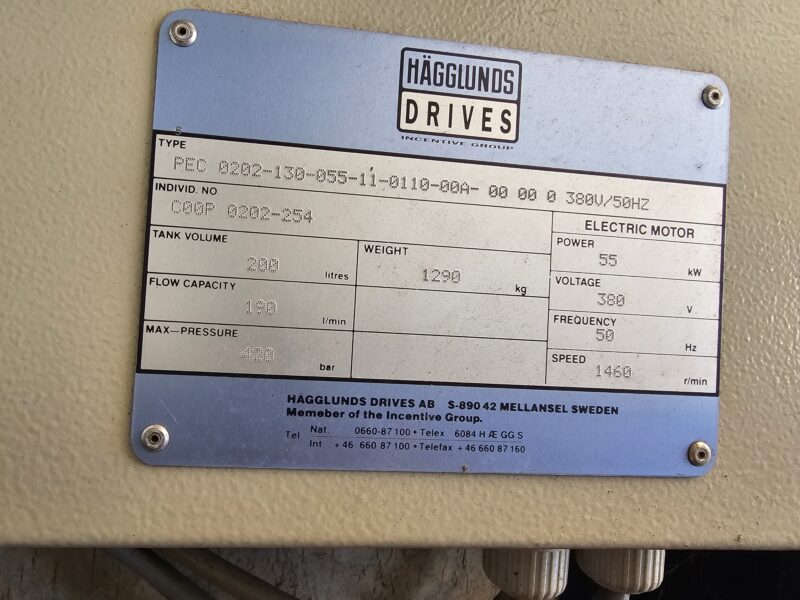 HÄGGLUNDS
DRIVES
INCENTIVE GROUP
TYPE
PEC 0202-130-055-11-0110-00A- 00 00 0 380V/50HZ
INDIVID. NO
C00P 0202-254
ELECTRIC MOTOR
TANK VOLUME
200 litres
WEIGHT
1290 kg
POWER
55 kW
FLOW CAPACITY
190 l/min
VOLTAGE
380 V
FREQUENCY
50 Hz
MAX—PRESSURE
420 bar
SPEED
1460 r/min
HÄGGLUNDS DRIVES AB S-890 42 MELLANSEL SWEDEN
Memeber of the Incentive Group.
Tel Nat. 0660-87 100 • Telex 6084 H Æ GG S
Int +46 660 87 100 • Telefax +46 660 87 160